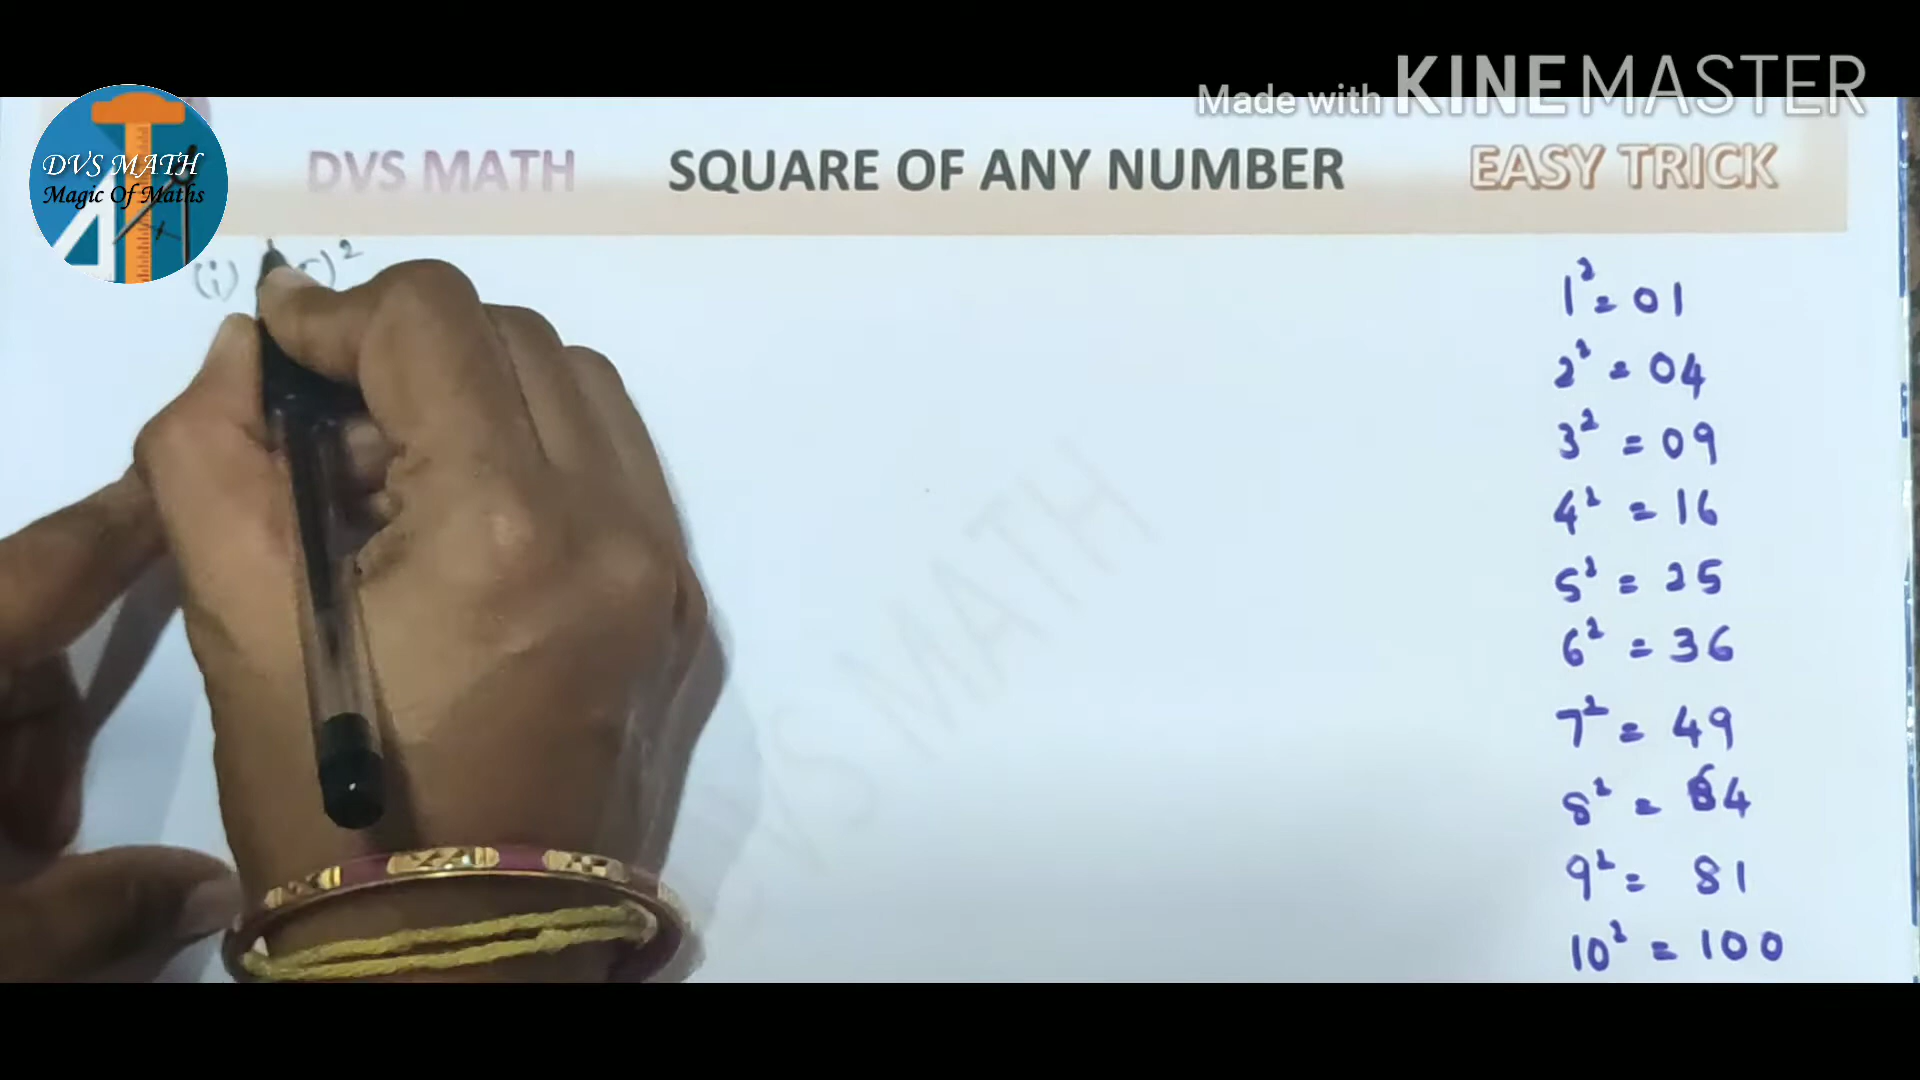 Made with KINEMASTER
DVS MATH
Magic Of Maths
DVS MATH SQUARE OF ANY NUMBER EASY TRICK
(i) )²
1² = 01
2² = 04
3² = 09
4² = 16
5² = 25
6² = 36
7² = 49
8² = 64
9² = 81
10² = 100
DVS MATH